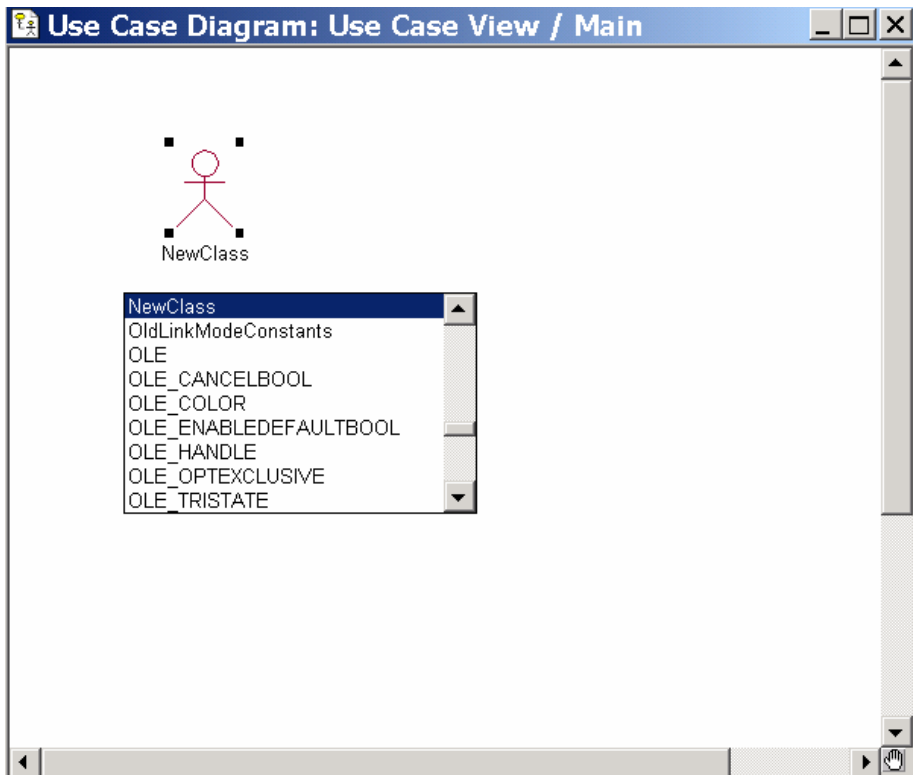 Use Case Diagram: Use Case View / Main
NewClass
NewClass
OldLinkModeConstants
OLE
OLE_CANCELBOOL
OLE_COLOR
OLE_ENABLEDEFAULTBOOL
OLE_HANDLE
OLE_OPTEXCLUSIVE
OLE_TRISTATE